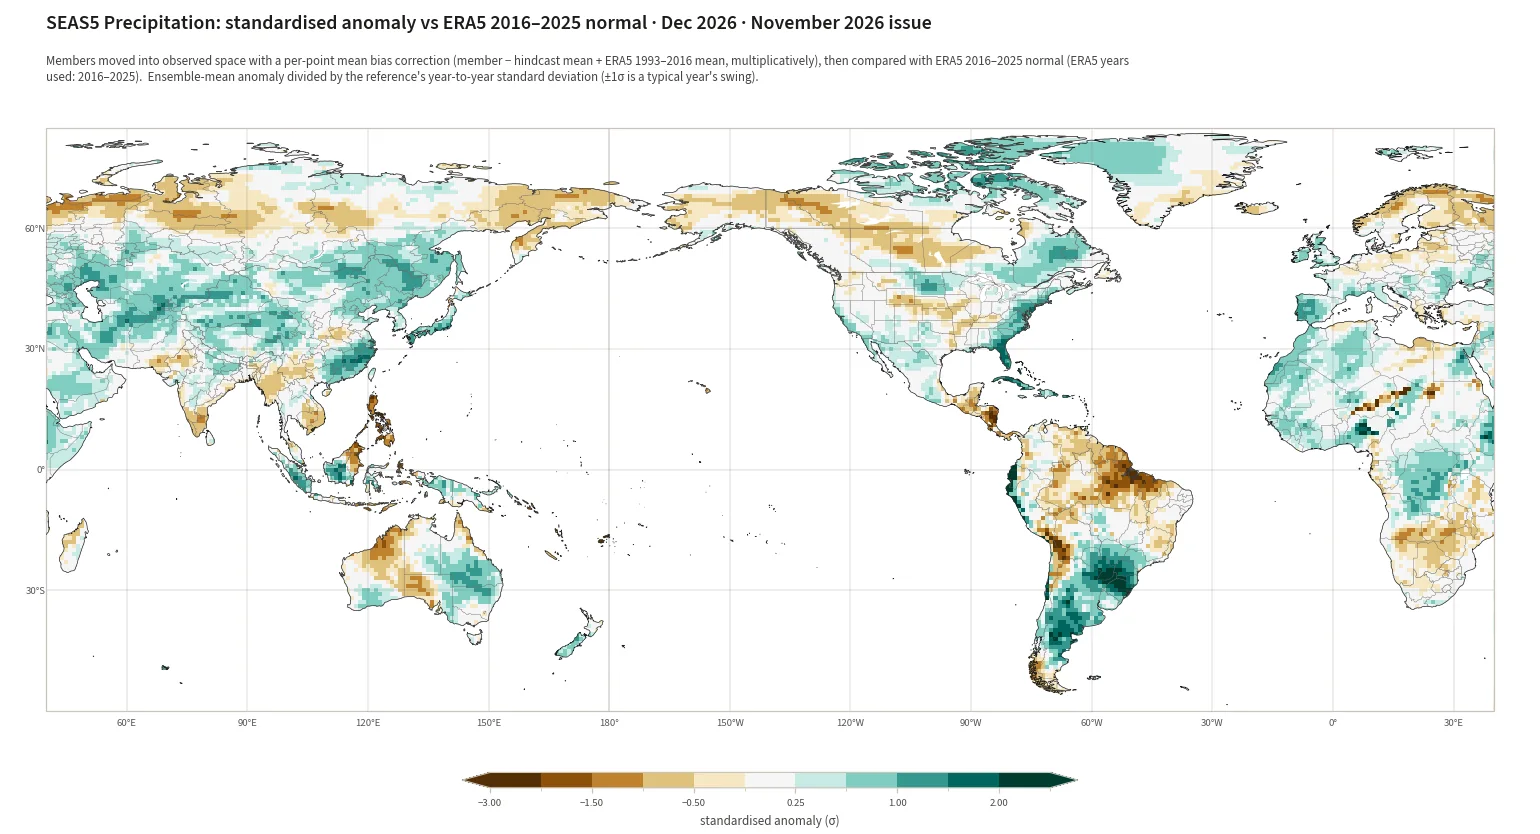 SEAS5 Precipitation: standardised anomaly vs ERA5 2016–2025 normal · Dec 2026 · November 2026 issue
Members moved into observed space with a per-point mean bias correction (member − hindcast mean + ERA5 1993–2016 mean, multiplicatively), then compared with ERA5 2016–2025 normal (ERA5 years
used: 2016–2025).  Ensemble-mean anomaly divided by the reference's year-to-year standard deviation (±1σ is a typical year's swing).
60°N
30°N
0°
30°S
60°E 90°E 120°E 150°E 180° 150°W 120°W 90°W 60°W 30°W 0° 30°E
−3.00 −1.50 −0.50 0.25 1.00 2.00
standardised anomaly (σ)